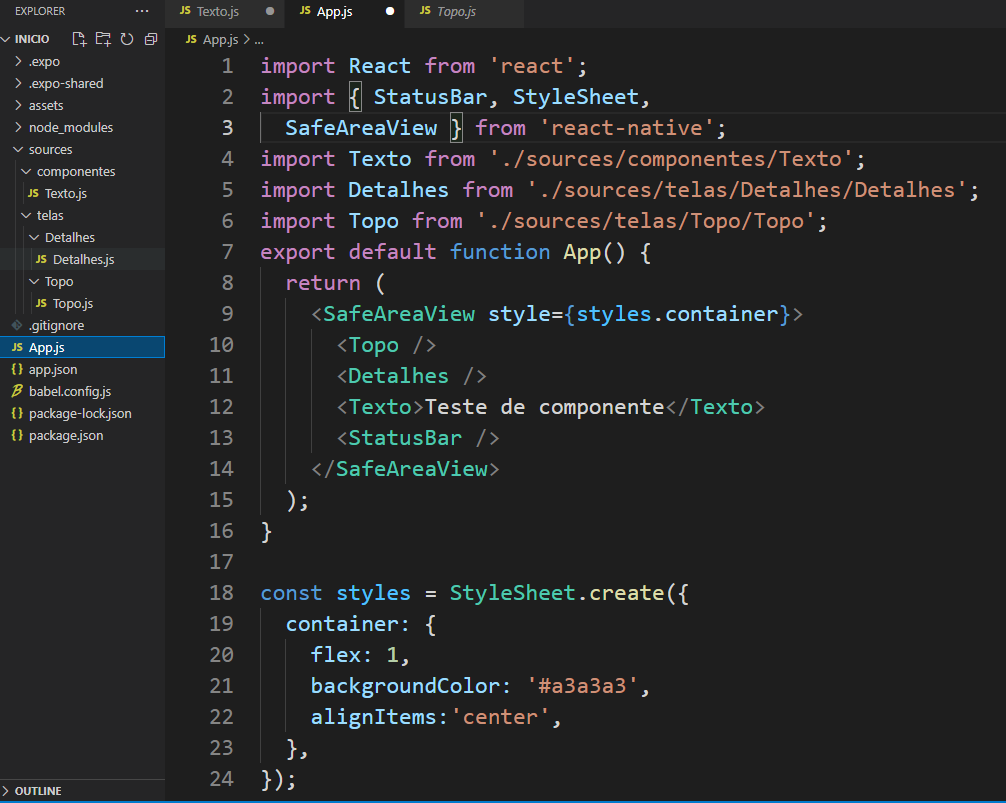 EXPLORER ...
INICIO
.expo
.expo-shared
assets
node_modules
sources
componentes
JS Texto.js
telas
Detalhes
JS Detalhes.js
Topo
JS Topo.js
.gitignore
JS App.js
{} app.json
babel.config.js
{} package-lock.json
{} package.json
OUTLINE
JS Texto.js ● JS App.js ● JS Topo.js
JS App.js > ...
1 import React from 'react';
2 import { StatusBar, StyleSheet,
3 SafeAreaView } from 'react-native';
4 import Texto from './sources/componentes/Texto';
5 import Detalhes from './sources/telas/Detalhes/Detalhes';
6 import Topo from './sources/telas/Topo/Topo';
7 export default function App() {
8 return (
9 <SafeAreaView style={styles.container}>
10 <Topo />
11 <Detalhes />
12 <Texto>Teste de componente</Texto>
13 <StatusBar />
14 </SafeAreaView>
15 );
16 }
17
18 const styles = StyleSheet.create({
19 container: {
20 flex: 1,
21 backgroundColor: '#a3a3a3',
22 alignItems:'center',
23 },
24 });